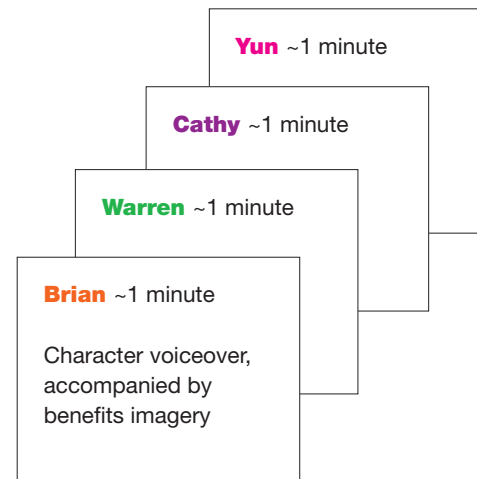 Yun ~1 minute
Cathy ~1 minute
Warren ~1 minute
Brian ~1 minute
Character voiceover,
accompanied by
benefits imagery